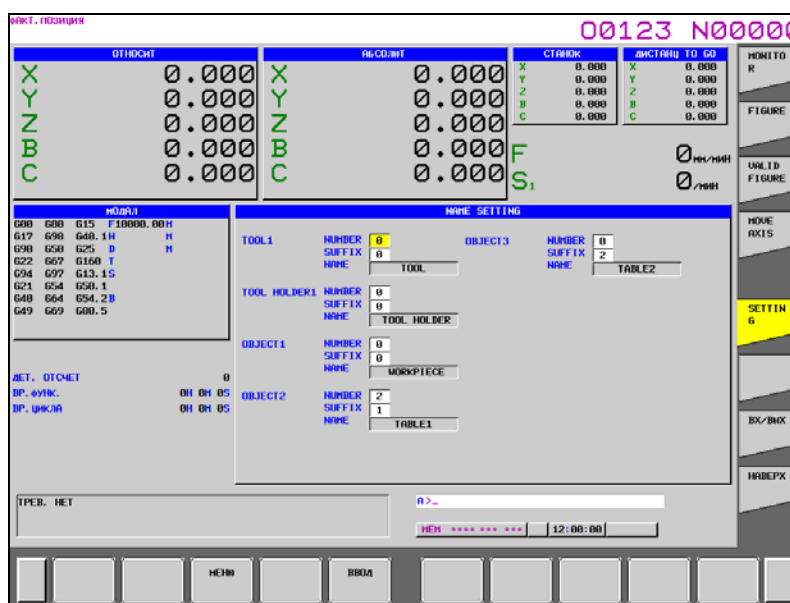 ФАКТ.ПОЗИЦИЯ
O0123 N0000
ОТНОСИТ
X 0.000
Y 0.000
Z 0.000
B 0.000
C 0.000
АБСОЛЮТ
X 0.000
Y 0.000
Z 0.000
B 0.000
C 0.000
СТАНОК
X 0.000
Y 0.000
Z 0.000
B 0.000
C 0.000
ДИСТАНЦ TO GO
X 0.000
Y 0.000
Z 0.000
B 0.000
C 0.000
F 0 ММ/МИН
S1 0 /МИН
МОДАЛ
G00 G80 G15 F10000.00 M
G17 G98 G40.1 H M
G90 G50 G25 D M
G22 G67 G160 T
G94 G97 G13.1 S
G21 G54 G50.1
G40 G64 G54.2 B
G49 G69 G80.5
ДЕТ. ОТСЧЕТ 0
ВР.ФУНК. 0H 0M 0S
ВР.ЦИКЛА 0H 0M 0S
NAME SETTING
TOOL1 NUMBER 0
SUFFIX 0
NAME TOOL
TOOL HOLDER1 NUMBER 0
SUFFIX 0
NAME TOOL HOLDER
OBJECT1 NUMBER 0
SUFFIX 0
NAME WORKPIECE
OBJECT2 NUMBER 2
SUFFIX 1
NAME TABLE1
OBJECT3 NUMBER 0
SUFFIX 2
NAME TABLE2
ТРЕВ. НЕТ
A>_
MEM **** *** *** 12:00:00
MONITO
R
FIGURE
VALID
FIGURE
MOVE
AXIS
SETTIN
G
ВХ/ВЫХ
НАВЕРХ
МЕНЮ
ВВОД